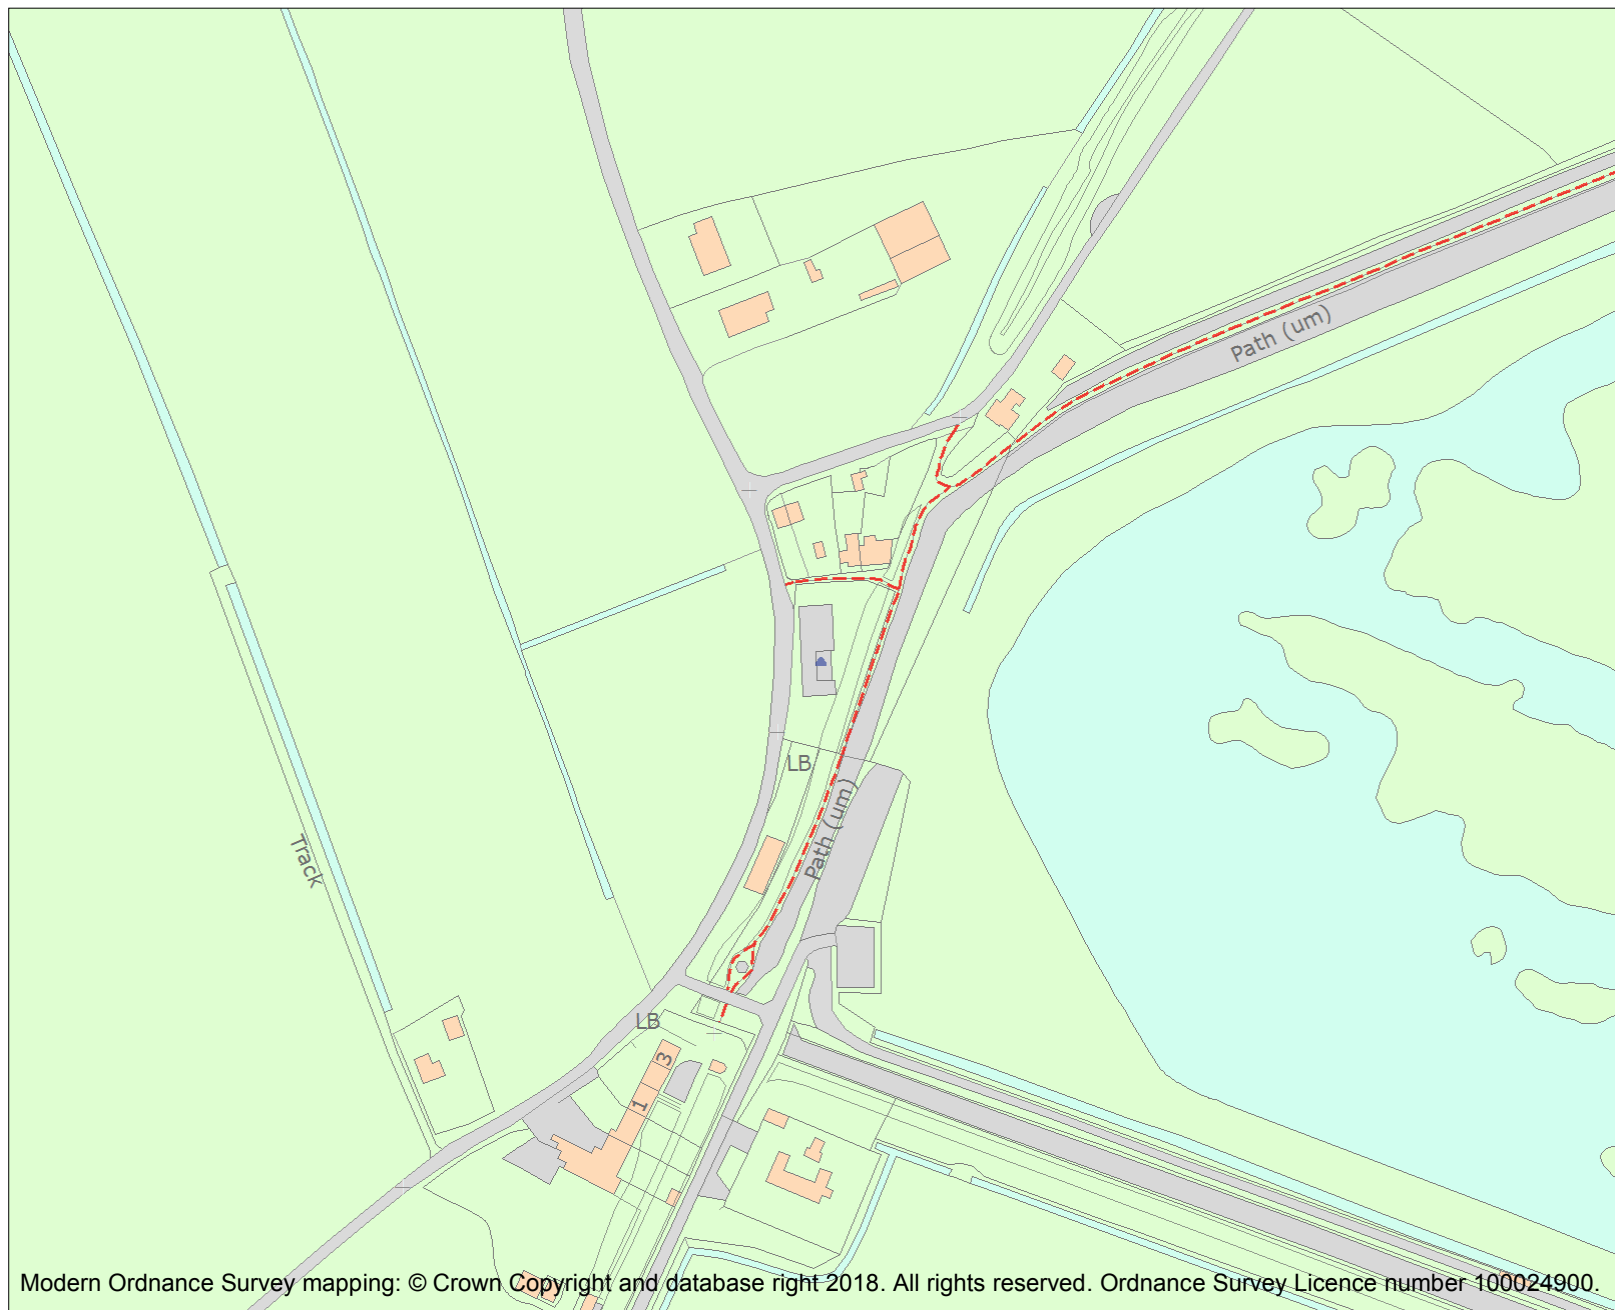 Path (um)
LB
Path (um)
Track
LB
3
1
Modern Ordnance Survey mapping: © Crown Copyright and database right 2018. All rights reserved. Ordnance Survey Licence number 100024900.